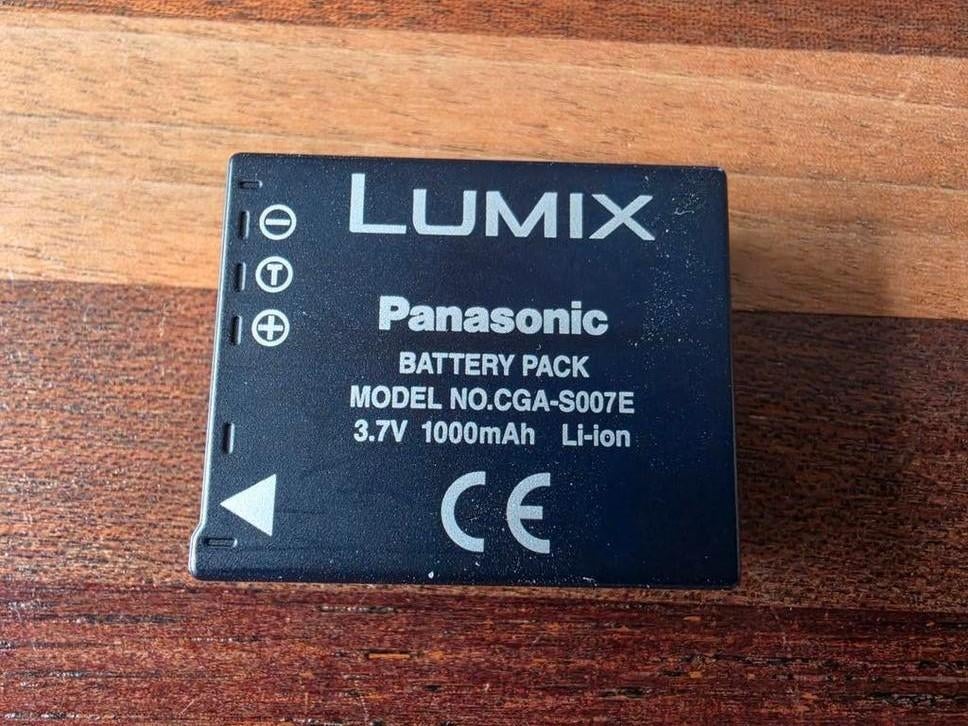 LUMIX
Panasonic
BATTERY PACK
MODEL NO.CGA-S007E
3.7V 1000mAh Li-ion
CE
−
T
+